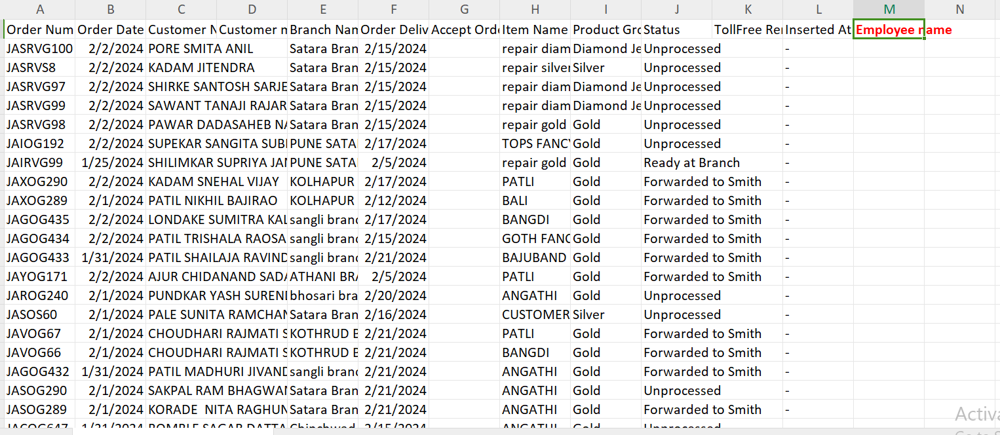 A B C D E F G H I J K L M N
Order Num Order Date Customer N Customer n Branch Nan Order Deliv Accept Orde Item Name Product Gro Status TollFree Rei Inserted At Employee name
JASRVG100 2/2/2024 PORE SMITA ANIL Satara Bran 2/15/2024 repair diam Diamond Je Unprocessed -
JASRVS8 2/2/2024 KADAM JITENDRA Satara Bran 2/15/2024 repair silver Silver Unprocessed -
JASRVG97 2/2/2024 SHIRKE SANTOSH SARJE Satara Bran 2/15/2024 repair diam Diamond Je Unprocessed -
JASRVG99 2/2/2024 SAWANT TANAJI RAJAR Satara Bran 2/15/2024 repair diam Diamond Je Unprocessed -
JASRVG98 2/2/2024 PAWAR DADASAHEB NA Satara Bran 2/15/2024 repair gold Gold Unprocessed -
JAIOG192 2/2/2024 SUPEKAR SANGITA SUBI PUNE SATA 2/17/2024 TOPS FANCY Gold Unprocessed -
JAIRVG99 1/25/2024 SHILIMKAR SUPRIYA JAI PUNE SATA 2/5/2024 repair gold Gold Ready at Branch -
JAXOG290 2/2/2024 KADAM SNEHAL VIJAY KOLHAPUR 2/17/2024 PATLI Gold Forwarded to Smith -
JAXOG289 2/1/2024 PATIL NIKHIL BAJIRAO KOLHAPUR 2/12/2024 BALI Gold Forwarded to Smith -
JAGOG435 2/2/2024 LONDAKE SUMITRA KAL sangli branc 2/17/2024 BANGDI Gold Forwarded to Smith -
JAGOG434 2/2/2024 PATIL TRISHALA RAOSA sangli branc 2/15/2024 GOTH FANC Gold Forwarded to Smith -
JAGOG433 1/31/2024 PATIL SHAILAJA RAVIND sangli branc 2/21/2024 BAJUBAND Gold Forwarded to Smith -
JAYOG171 2/2/2024 AJUR CHIDANAND SADA ATHANI BRA 2/5/2024 PATLI Gold Forwarded to Smith -
JAROG240 2/1/2024 PUNDKAR YASH SUREN bhosari bra 2/20/2024 ANGATHI Gold Unprocessed -
JASOS60 2/1/2024 PALE SUNITA RAMCHAN Satara Bran 2/16/2024 CUSTOMER Silver Unprocessed -
JAVOG67 2/1/2024 CHOUDHARI RAJMATI S KOTHRUD B 2/21/2024 PATLI Gold Forwarded to Smith -
JAVOG66 2/1/2024 CHOUDHARI RAJMATI S KOTHRUD B 2/21/2024 BANGDI Gold Forwarded to Smith -
JAGOG432 1/31/2024 PATIL MADHURI JIVAND sangli branc 2/21/2024 ANGATHI Gold Forwarded to Smith -
JASOG290 2/1/2024 SAKPAL RAM BHAGWAN Satara Bran 2/21/2024 ANGATHI Gold Unprocessed -
JASOG289 2/1/2024 KORADE NITA RAGHUN Satara Bran 2/21/2024 ANGATHI Gold Forwarded to Smith -
Activa